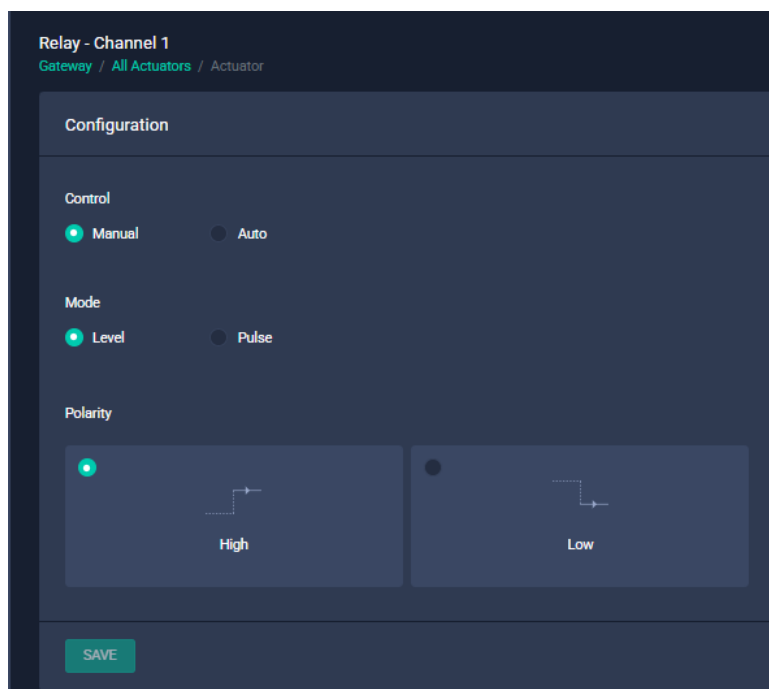 Relay - Channel 1
Gateway / All Actuators / Actuator
Configuration
Control
Manual Auto
Mode
Level Pulse
Polarity
High Low
SAVE